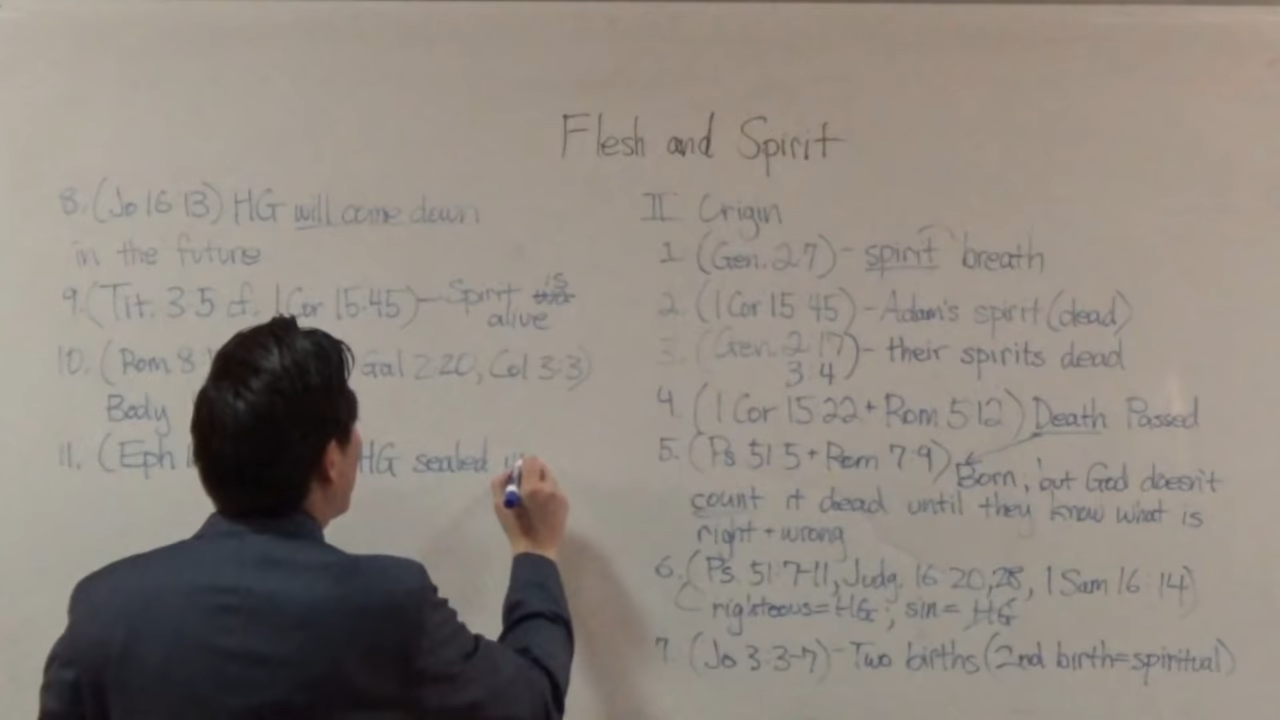 Flesh and Spirit
II Origin
1. (Gen. 2:7) - spirit breath
2. (1 Cor 15:45) - Adam's spirit (dead)
3. (Gen. 2:17) - their spirits dead
3:4
4. (1 Cor 15:22 + Rom 5:12) Death Passed
5. (Ps 51:5 + Rom 7:9) Born, but God doesn't
count it dead until they know what is
right + wrong
6. (Ps. 51:7-11, Judg. 16:20,28, 1 Sam 16:14)
righteous = HG; sin = HG
7. (Jo 3:3-7) - Two births (2nd birth = spiritual)
8. (Jo 16:13) HG will come down
in the future
9. (Tit. 3:5 cf. 1 Cor 15:45) - Spirit is
alive
10. (Rom 8 Gal 2:20, Col 3:3)
Body
11. (Eph HG sealed